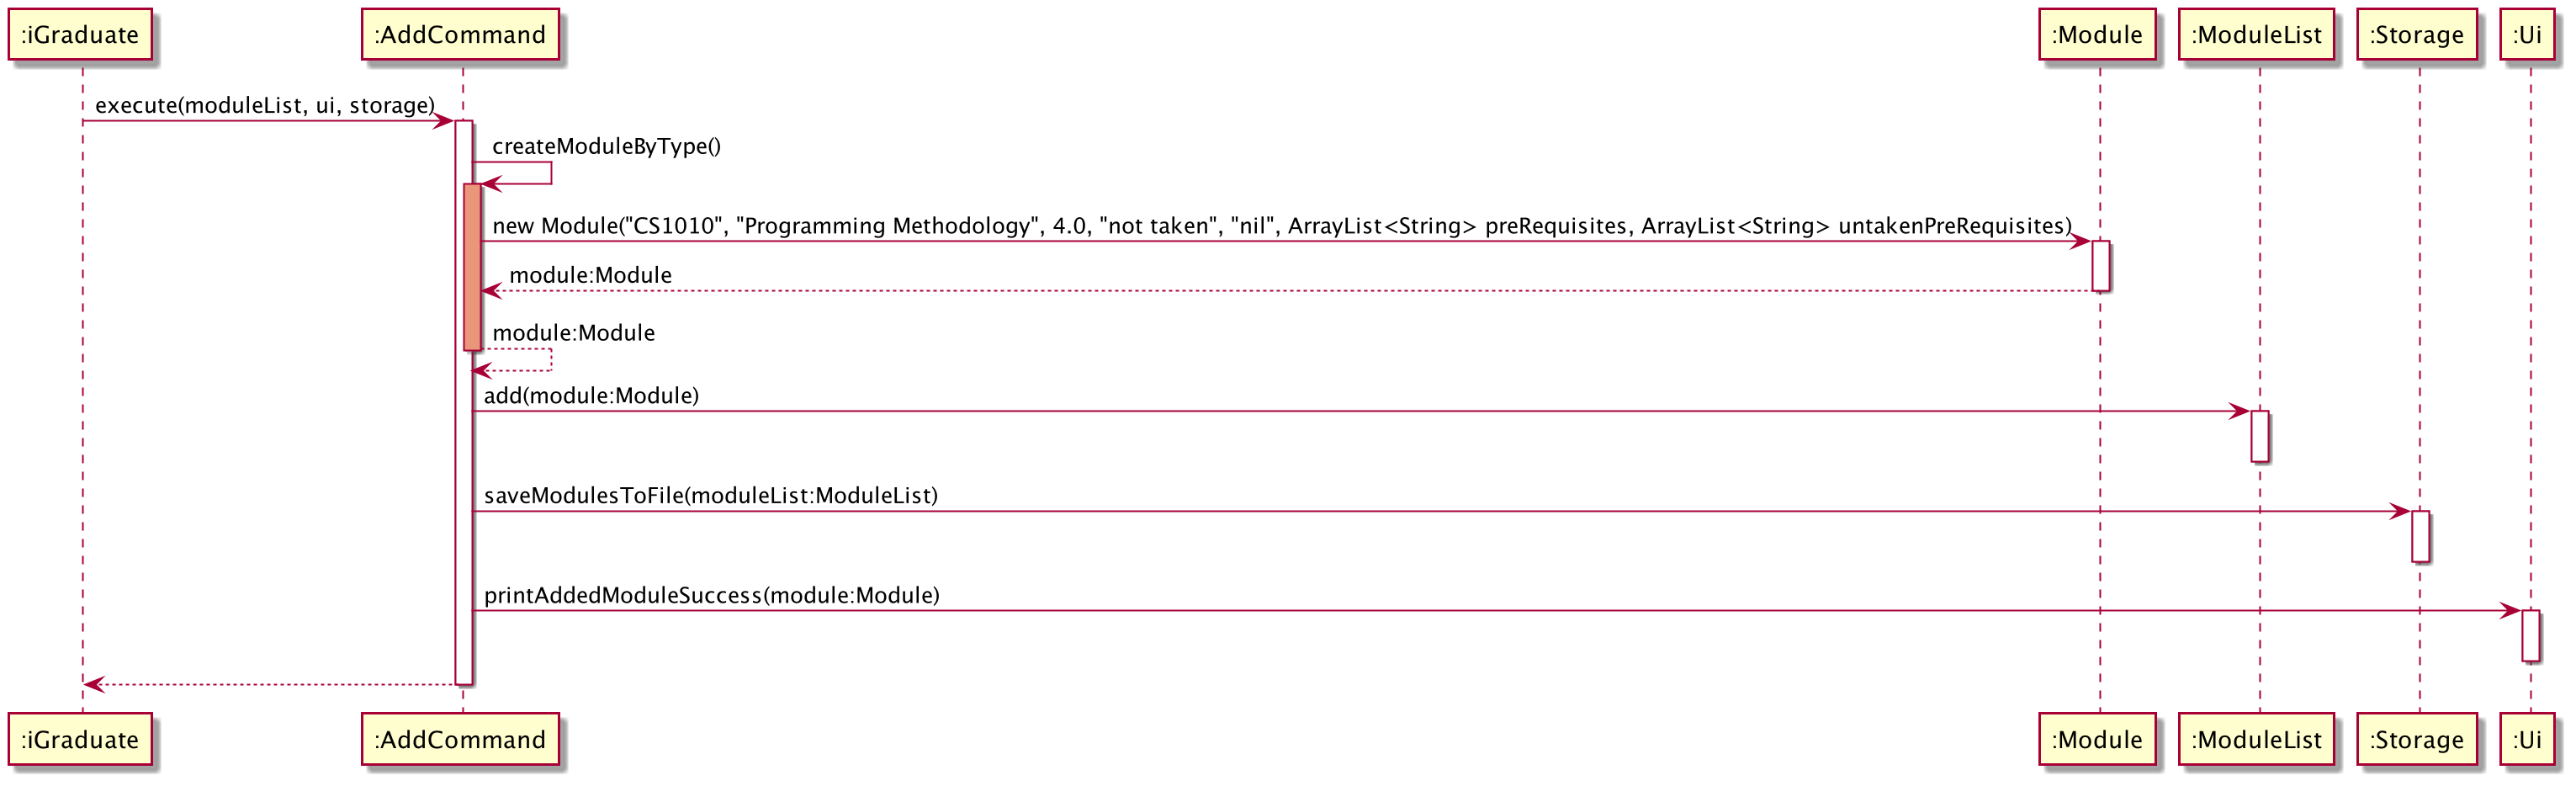 :iGraduate
:AddCommand
:Module
:ModuleList
:Storage
:Ui
execute(moduleList, ui, storage)
createModuleByType()
new Module("CS1010", "Programming Methodology", 4.0, "not taken", "nil", ArrayList<String> preRequisites, ArrayList<String> untakenPreRequisites)
module:Module
module:Module
add(module:Module)
saveModulesToFile(moduleList:ModuleList)
printAddedModuleSuccess(module:Module)
:iGraduate
:AddCommand
:Module
:ModuleList
:Storage
:Ui